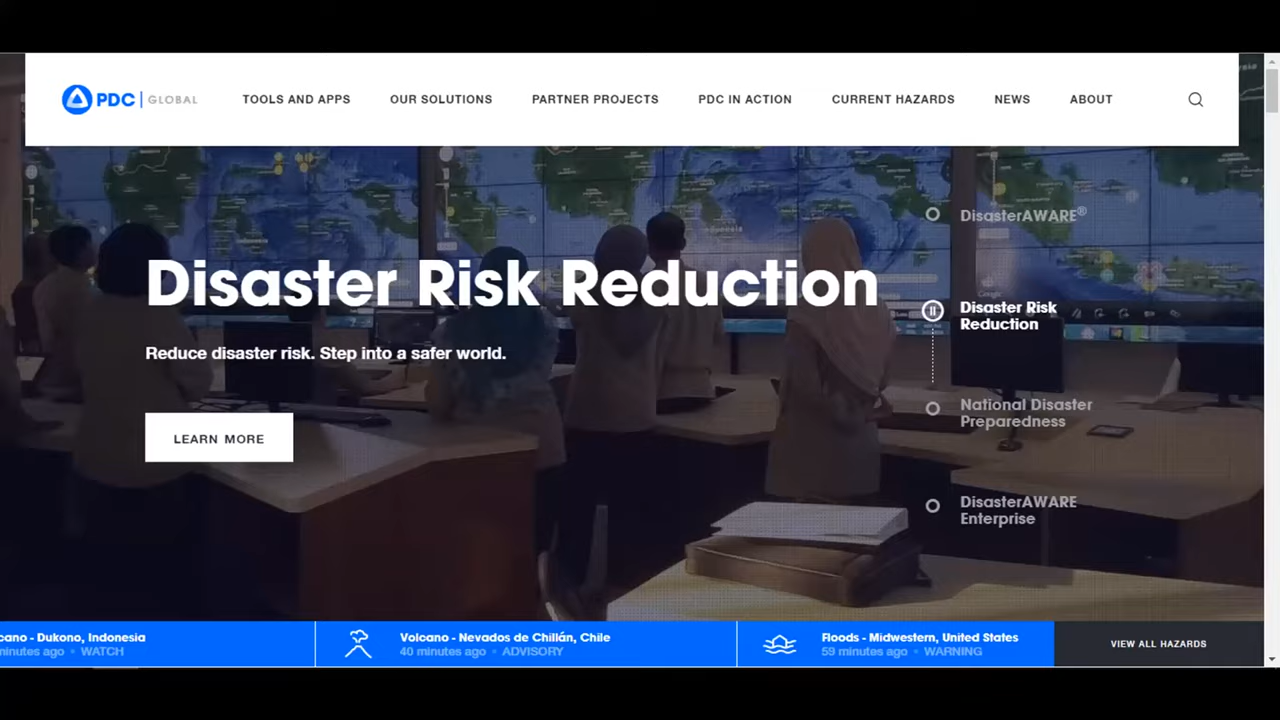 PDC | GLOBAL
TOOLS AND APPS
OUR SOLUTIONS
PARTNER PROJECTS
PDC IN ACTION
CURRENT HAZARDS
NEWS
ABOUT
Disaster Risk Reduction
Reduce disaster risk. Step into a safer world.
LEARN MORE
DisasterAWARE®
Disaster Risk
Reduction
National Disaster
Preparedness
DisasterAWARE
Enterprise
cano - Dukono, Indonesia
minutes ago • WATCH
Volcano - Nevados de Chillán, Chile
40 minutes ago • ADVISORY
Floods - Midwestern, United States
59 minutes ago • WARNING
VIEW ALL HAZARDS